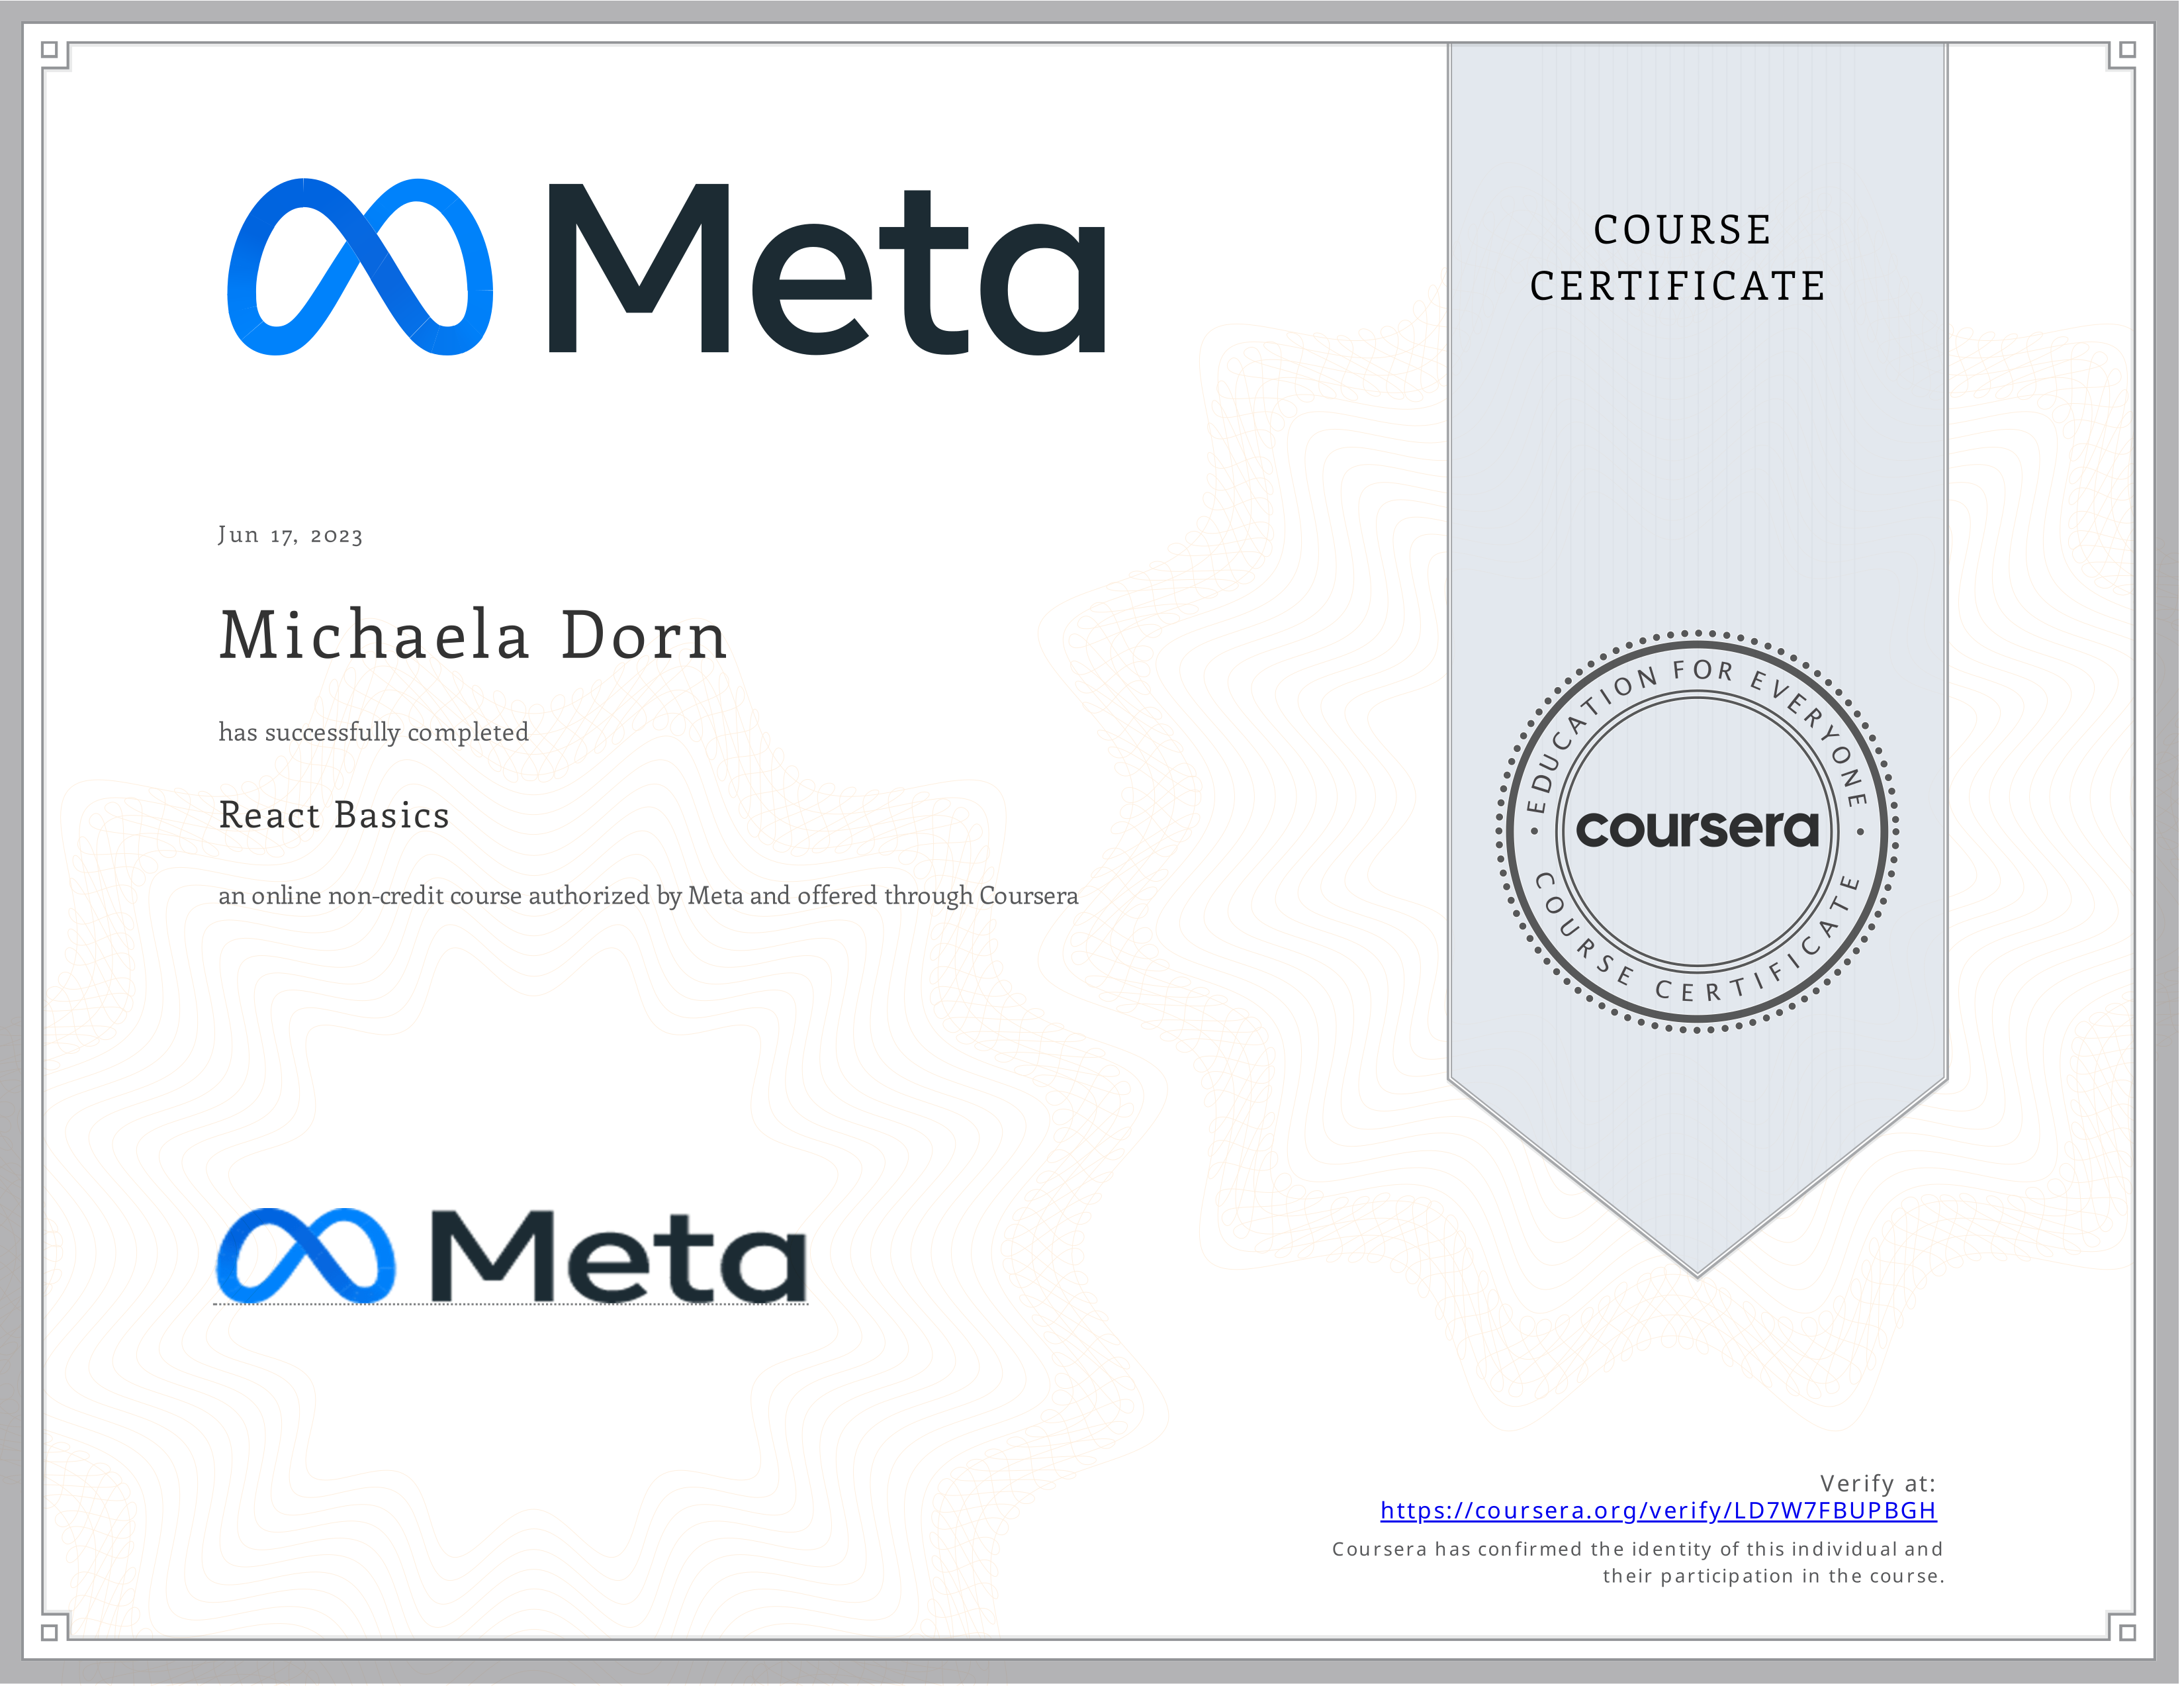 Meta
COURSE
CERTIFICATE
Jun 17, 2023
Michaela Dorn
has successfully completed
React Basics
an online non-credit course authorized by Meta and offered through Coursera
EDUCATION FOR EVERYONE
coursera
COURSE CERTIFICATE
Meta
Verify at:
https://coursera.org/verify/LD7W7FBUPBGH
Coursera has confirmed the identity of this individual and
their participation in the course.